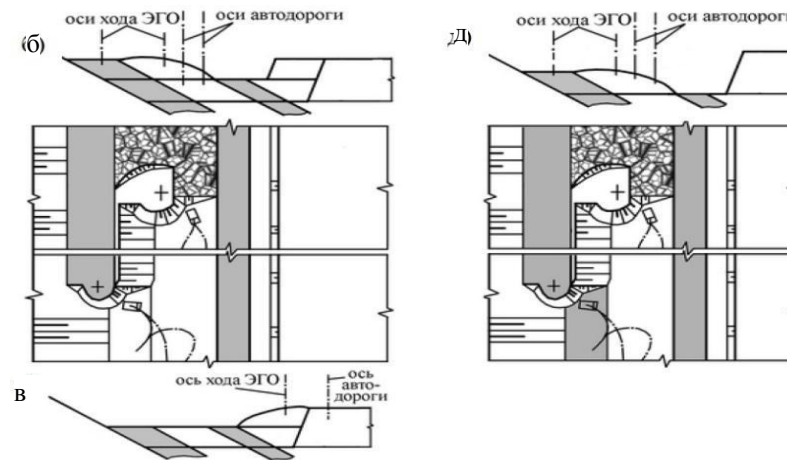 (б)
оси хода ЭГО
оси автодороги
Д)
оси хода ЭГО
оси автодороги
в
ось хода ЭГО
ось
авто-
дороги